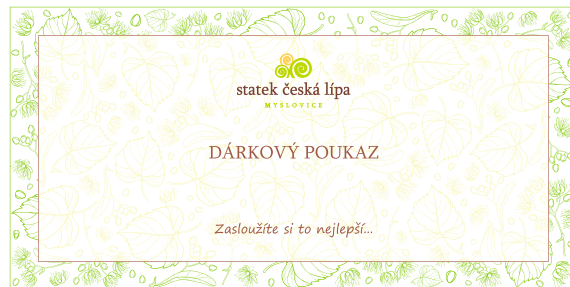 statek česká lípa
MYSLOVICE
DÁRKOVÝ POUKAZ
Zasloužíte si to nejlepší...